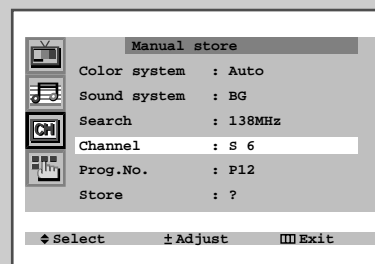 Manual store
Color system : Auto
Sound system : BG
CH
Search : 138MHz
Channel : S 6
Prog.No. : P12
Store : ?
Select ± Adjust Exit